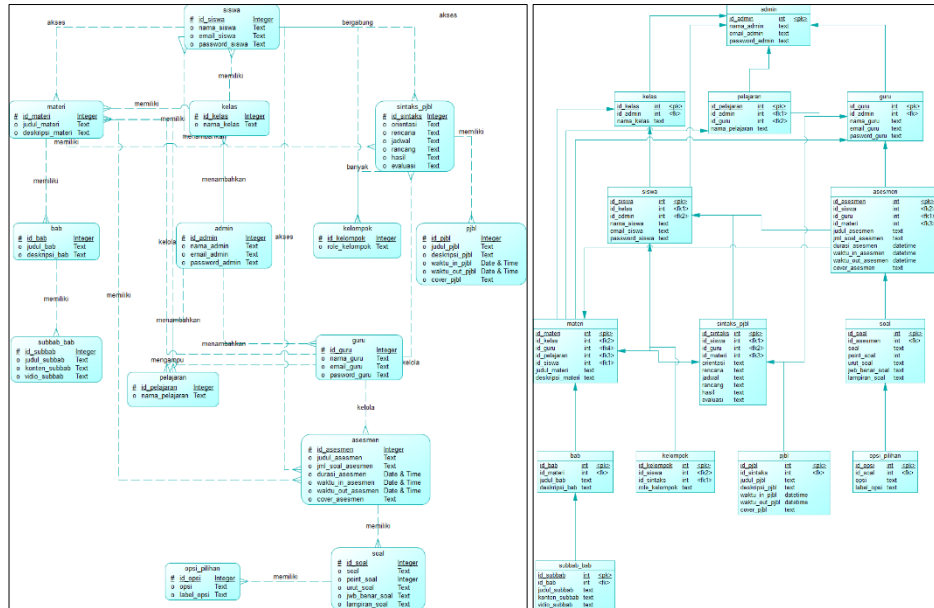 siswa
# id_siswa Integer
o nama_siswa Text
o email_siswa Text
o password_siswa Text
akses
bergabung
akses
memiliki
memiliki
materi
# id_materi Integer
o judul_materi Text
o deskripsi_materi Text
kelas
# id_kelas Integer
o nama_kelas Text
sintaks_pjbl
# id_sintaks Integer
o orientasi Text
o rencana Text
o jadwal Text
o rancang Text
o hasil Text
o evaluasi Text
memiliki
memiliki
memiliki
banyak
memiliki
menambahkan
bab
# id_bab Integer
o judul_bab Text
o deskripsi_bab Text
kelola
admin
# id_admin Integer
o nama_admin Text
o email_admin Text
o password_admin Text
akses
kelompok
# id_kelompok Integer
o role_kelompok Text
pjbl
# id_pjbl Integer
o judul_pjbl Text
o deskripsi_pjbl Text
o waktu_in_pjbl Date & Time
o waktu_out_pjbl Date & Time
o cover_pjbl Text
memiliki
memiliki
menambahkan
menambahkan
subbab_bab
# id_subbab Integer
o judul_subbab Text
o konten_subbab Text
o vidio_subbab Text
mengampu
guru
# id_guru Integer
o nama_guru Text
o email_guru Text
o pasword_guru Text
kelola
pelajaran
# id_pelajaran Integer
o nama_pelajaran Text
kelola
asesmen
# id_asesmen Integer
o judul_asesmen Text
o jml_soal_asesmen Text
o durasi_asesmen Date & Time
o waktu_in_asesmen Date & Time
o waktu_out_asesmen Date & Time
o cover_asesmen Text
memiliki
opsi_pilihan
# id_opsi Integer
o opsi Text
o label_opsi Text
memiliki
soal
# id_soal Integer
o soal Text
o point_soal Integer
o urut_soal Text
o jwb_benar_soal Text
o lampiran_soal Text
admin
id_admin int <pk>
nama_admin text
email_admin text
password_admin text
kelas
id_kelas int <pk>
id_admin int <fk>
nama_kelas text
pelajaran
id_pelajaran int <pk>
id_admin int <fk1>
id_guru int <fk2>
nama_pelajaran text
guru
id_guru int <pk>
id_admin int <fk>
nama_guru text
email_guru text
pasword_guru text
siswa
id_siswa int <pk>
id_kelas int <fk1>
id_admin int <fk2>
nama_siswa text
email_siswa text
password_siswa text
asesmen
id_asesmen int <pk>
id_siswa int <fk2>
id_guru int <fk1>
id_materi int <fk3>
judul_asesmen text
jml_soal_asesmen text
durasi_asesmen datetime
waktu_in_asesmen datetime
waktu_out_asesmen datetime
cover_asesmen text
materi
id_materi int <pk>
id_kelas int <fk2>
id_guru int <fk4>
id_pelajaran int <fk3>
id_siswa int <fk1>
judul_materi text
deskripsi_materi text
sintaks_pjbl
id_sintaks int <pk>
id_siswa int <fk1>
id_guru int <fk2>
id_materi int <fk3>
orientasi text
rencana text
jadual text
rancang text
hasil text
evaluasi text
soal
id_soal int <pk>
id_asesmen int <fk>
soal text
point_soal int
urut_soal text
jwb_benar_soal text
lampiran_soal text
bab
id_bab int <pk>
id_materi int <fk>
judul_bab text
deskripsi_bab text
kelompok
id_kelompok int <pk>
id_siswa int <fk2>
id_sintaks int <fk1>
role_kelompok text
pjbl
id_pjbl int <pk>
id_sintaks int <fk>
judul_pjbl text
deskripsi_pjbl text
waktu_in_pjbl datetime
waktu_out_pjbl datetime
cover_pjbl text
opsi_pilihan
id_opsi int <pk>
id_soal int <fk>
opsi text
label_opsi text
subbab_bab
id_subbab int <pk>
id_bab int <fk>
judul_subbab text
konten_subbab text
vidio_subbab text